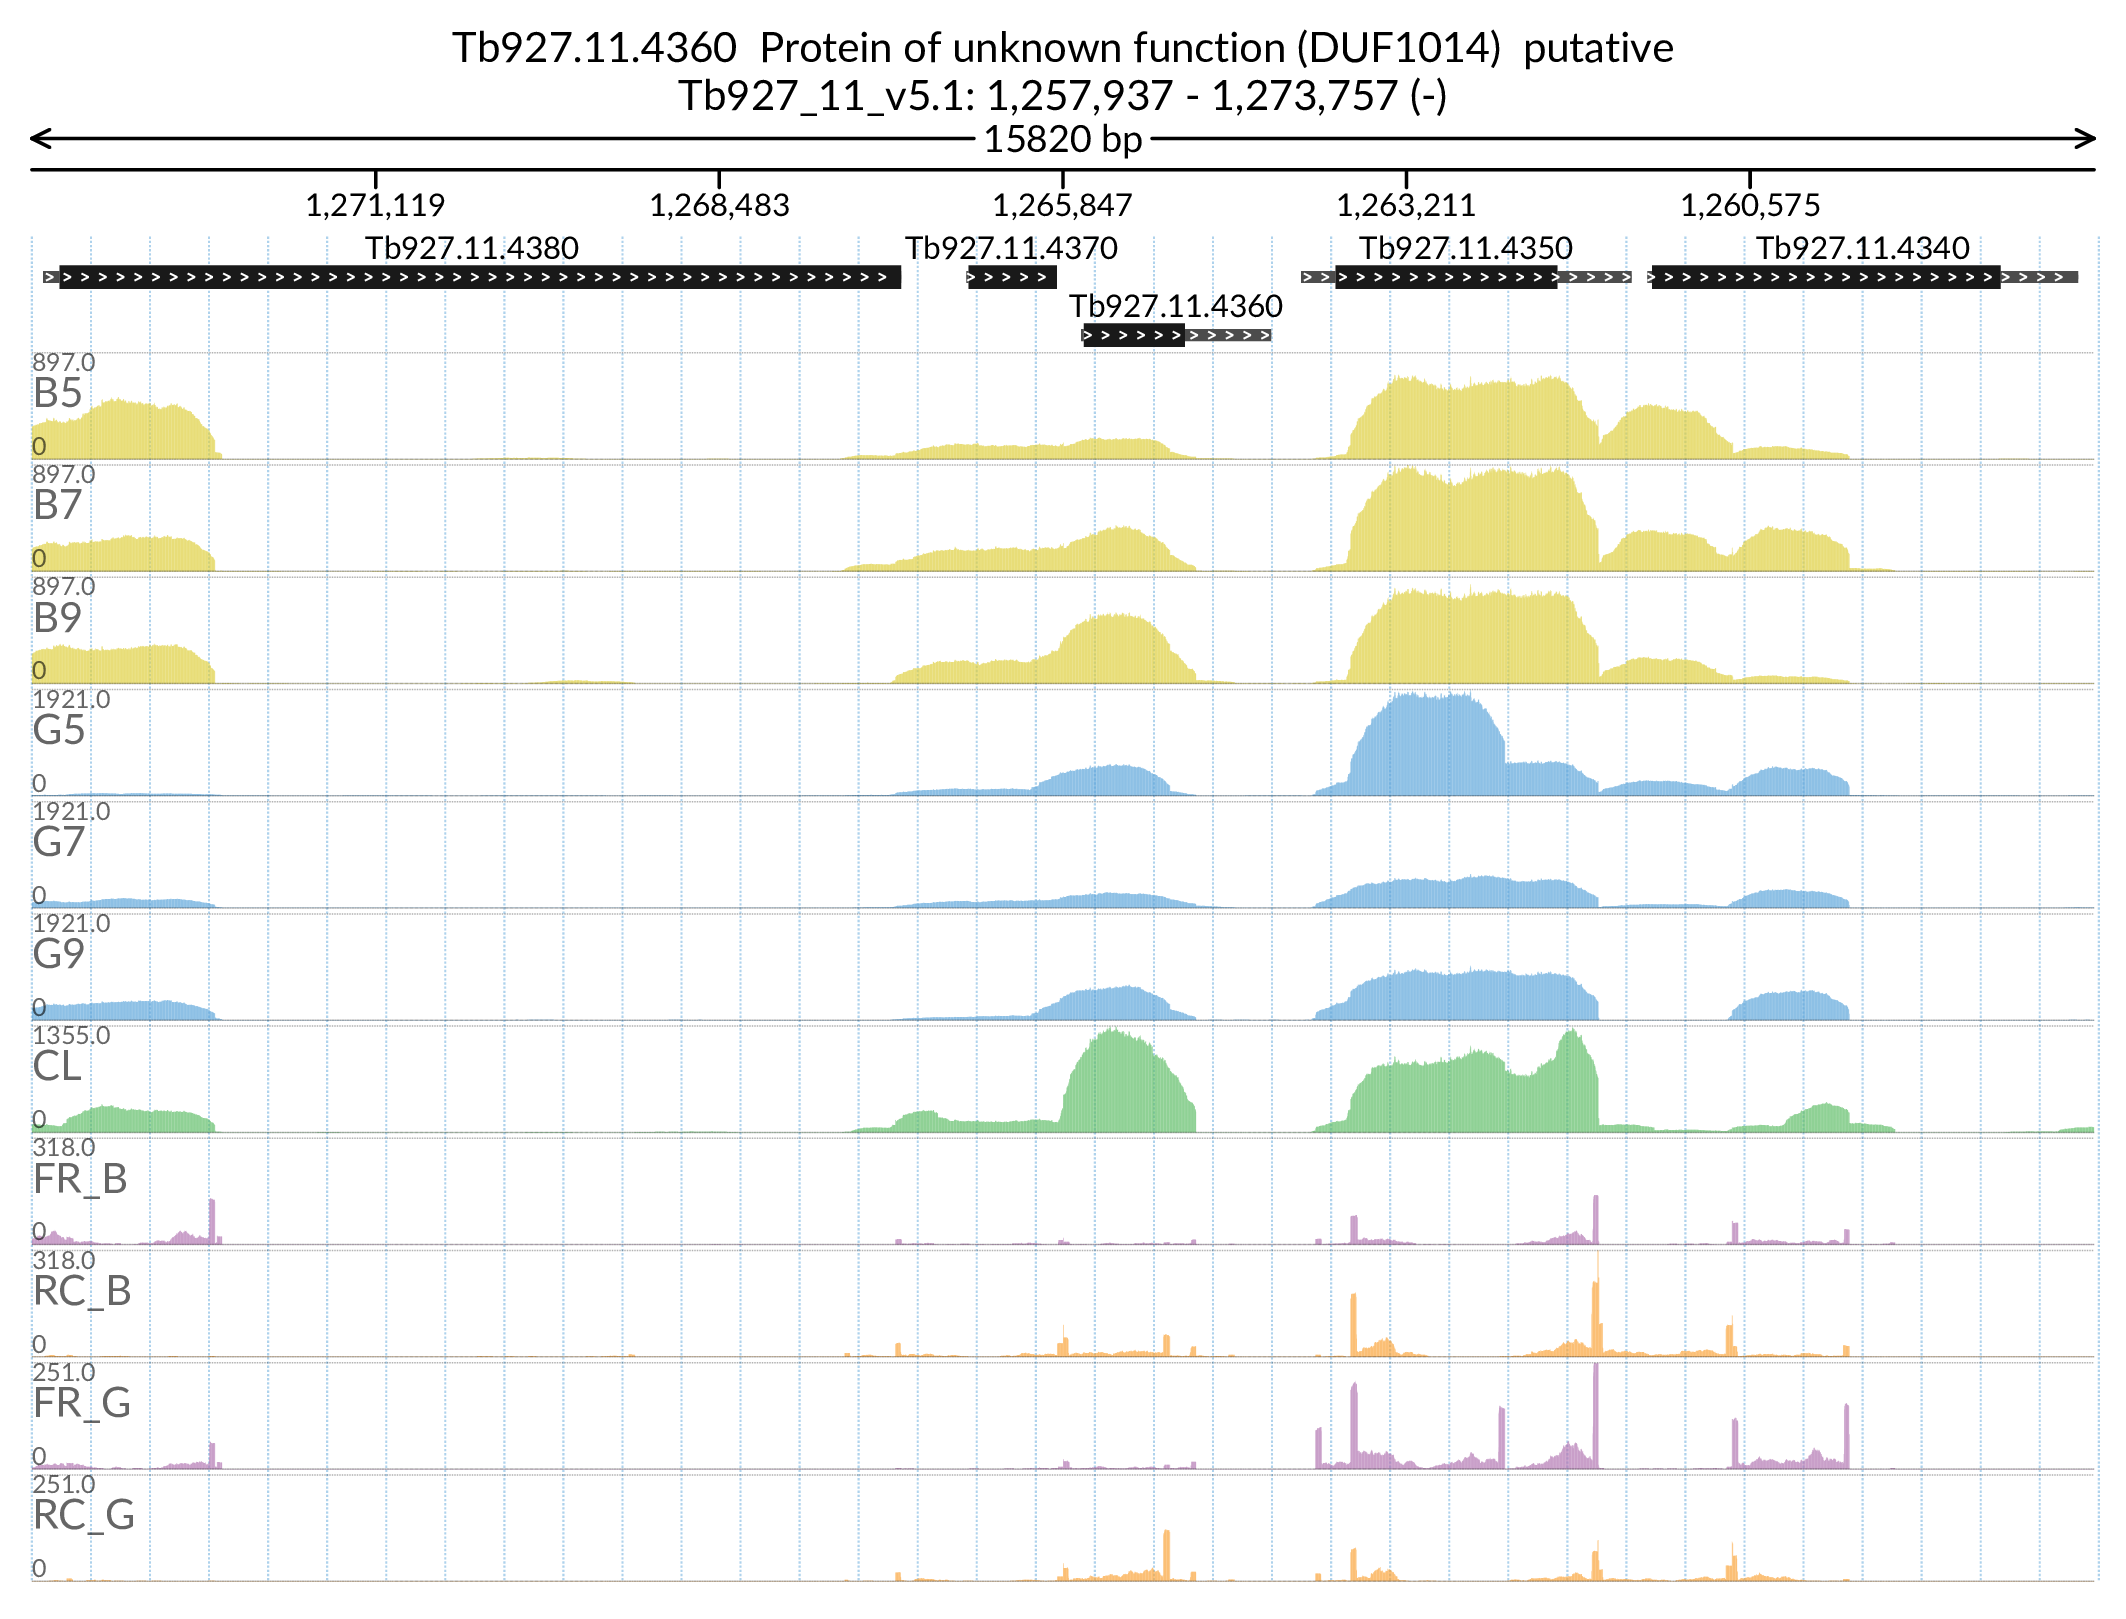 Tb927.11.4360  Protein of unknown function (DUF1014)  putative
Tb927_11_v5.1: 1,257,937 - 1,273,757 (-)
15820 bp
1,271,119 1,268,483 1,265,847 1,263,211 1,260,575
Tb927.11.4380 Tb927.11.4370 Tb927.11.4350 Tb927.11.4340
Tb927.11.4360
897.0
B5
0
897.0
B7
0
897.0
B9
0
1921.0
G5
0
1921.0
G7
0
1921.0
G9
0
1355.0
CL
0
318.0
FR_B
0
318.0
RC_B
0
251.0
FR_G
0
251.0
RC_G
0